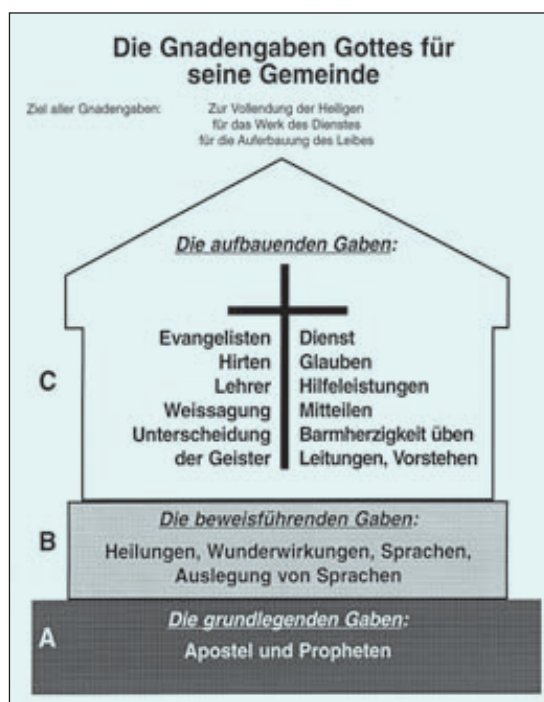 Die Gnadengaben Gottes für
seine Gemeinde
Ziel aller Gnadengaben: Zur Vollendung der Heiligen
für das Werk des Dienstes
für die Auferbauung des Leibes
Die aufbauenden Gaben:
C
Evangelisten Dienst
Hirten Glauben
Lehrer Hilfeleistungen
Weissagung Mitteilen
Unterscheidung Barmherzigkeit üben
der Geister Leitungen, Vorstehen
B
Die beweisführenden Gaben:
Heilungen, Wunderwirkungen, Sprachen,
Auslegung von Sprachen
A
Die grundlegenden Gaben:
Apostel und Propheten